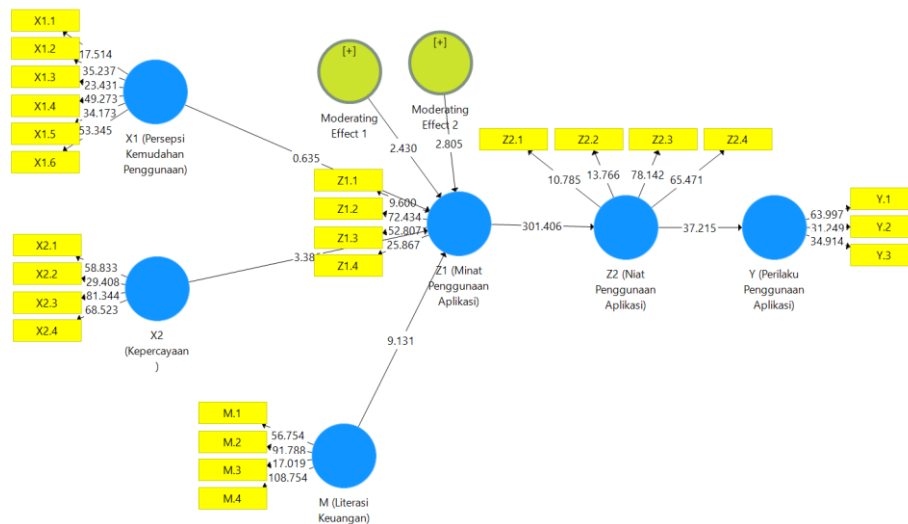 X1.1
X1.2
X1.3
X1.4
X1.5
X1.6
17.514
35.237
23.431
49.273
34.173
53.345
X1 (Persepsi
Kemudahan
Penggunaan)
[+]
Moderating
Effect 1
[+]
Moderating
Effect 2
2.430
2.805
0.635
Z1.1
Z1.2
Z1.3
Z1.4
9.600
72.434
52.807
25.867
Z1 (Minat
Penggunaan
Aplikasi)
Z2.1
Z2.2
Z2.3
Z2.4
10.785
13.766
78.142
65.471
301.406
Z2 (Niat
Penggunaan
Aplikasi)
37.215
Y (Perilaku
Penggunaan
Aplikasi)
63.997
31.249
34.914
Y.1
Y.2
Y.3
X2.1
X2.2
X2.3
X2.4
58.833
29.408
81.344
68.523
X2
(Kepercayaan
)
9.131
M.1
M.2
M.3
M.4
56.754
91.788
17.019
108.754
M (Literasi
Keuangan)